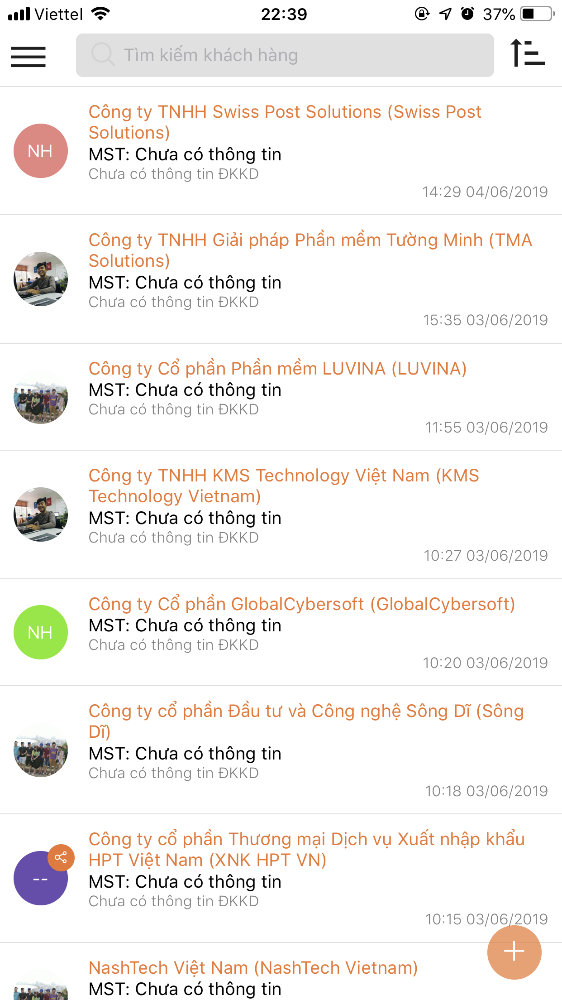 Viettel
22:39
37%
Tìm kiếm khách hàng
Công ty TNHH Swiss Post Solutions (Swiss Post
Solutions)
NH
MST: Chưa có thông tin
Chưa có thông tin ĐKKD
14:29 04/06/2019
Công ty TNHH Giải pháp Phần mềm Tường Minh (TMA
Solutions)
MST: Chưa có thông tin
Chưa có thông tin ĐKKD
15:35 03/06/2019
Công ty Cổ phần Phần mềm LUVINA (LUVINA)
MST: Chưa có thông tin
Chưa có thông tin ĐKKD
11:55 03/06/2019
Công ty TNHH KMS Technology Việt Nam (KMS
Technology Vietnam)
MST: Chưa có thông tin
Chưa có thông tin ĐKKD
10:27 03/06/2019
Công ty Cổ phần GlobalCybersoft (GlobalCybersoft)
NH
MST: Chưa có thông tin
Chưa có thông tin ĐKKD
10:20 03/06/2019
Công ty cổ phần Đầu tư và Công nghệ Sông Dĩ (Sông
Dĩ)
MST: Chưa có thông tin
Chưa có thông tin ĐKKD
10:18 03/06/2019
Công ty cổ phần Thương mại Dịch vụ Xuất nhập khẩu
HPT Việt Nam (XNK HPT VN)
--
MST: Chưa có thông tin
Chưa có thông tin ĐKKD
10:15 03/06/2019
NashTech Việt Nam (NashTech Vietnam)
MST: Chưa có thông tin